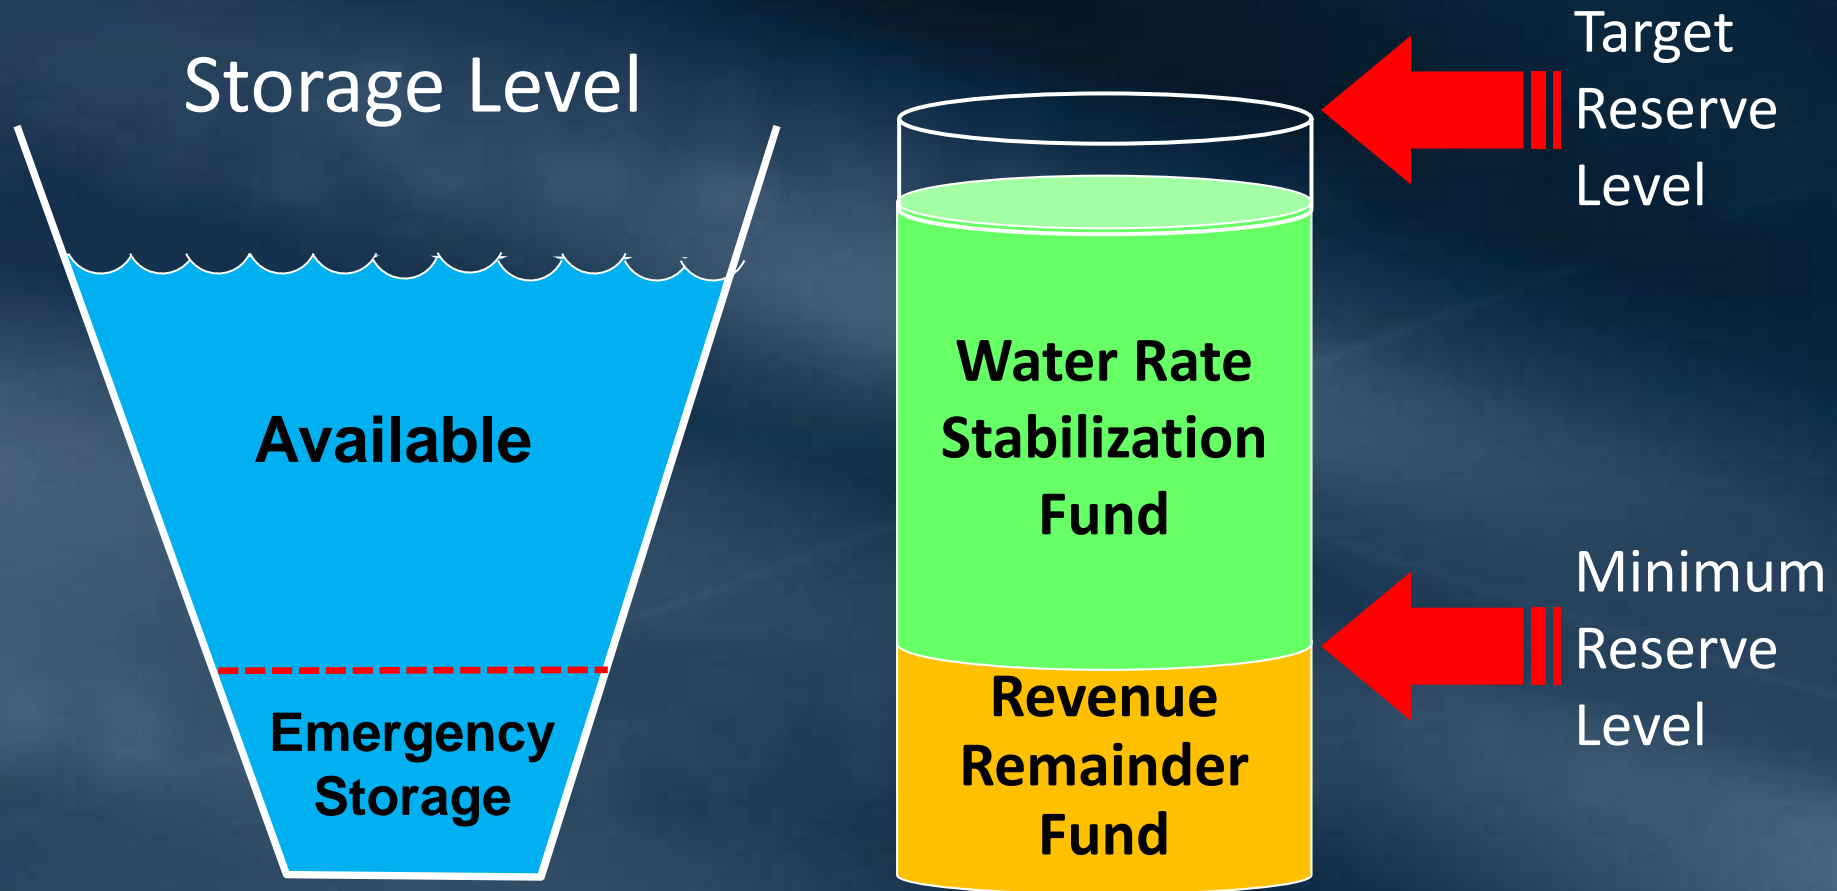 Storage Level
Available
Emergency
Storage
Water Rate
Stabilization
Fund
Revenue
Remainder
Fund
Target
Reserve
Level
Minimum
Reserve
Level